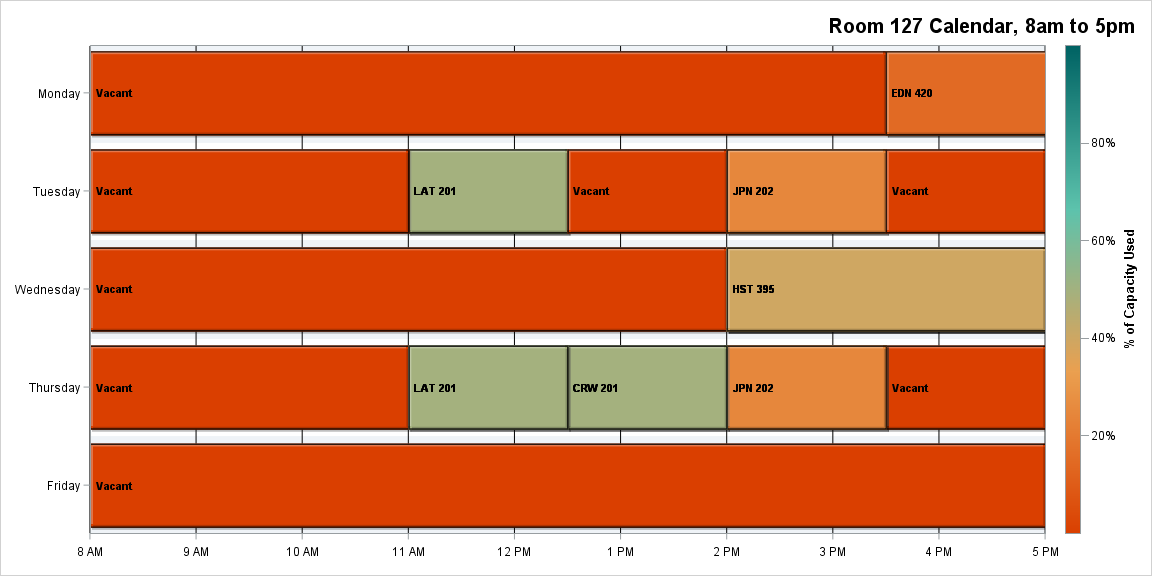 Room 127 Calendar, 8am to 5pm
Monday
Vacant
EDN 420
Tuesday
Vacant
LAT 201
Vacant
JPN 202
Vacant
Wednesday
Vacant
HST 395
Thursday
Vacant
LAT 201
CRW 201
JPN 202
Vacant
Friday
Vacant
8 AM
9 AM
10 AM
11 AM
12 PM
1 PM
2 PM
3 PM
4 PM
5 PM
80%
60%
40%
20%
% of Capacity Used